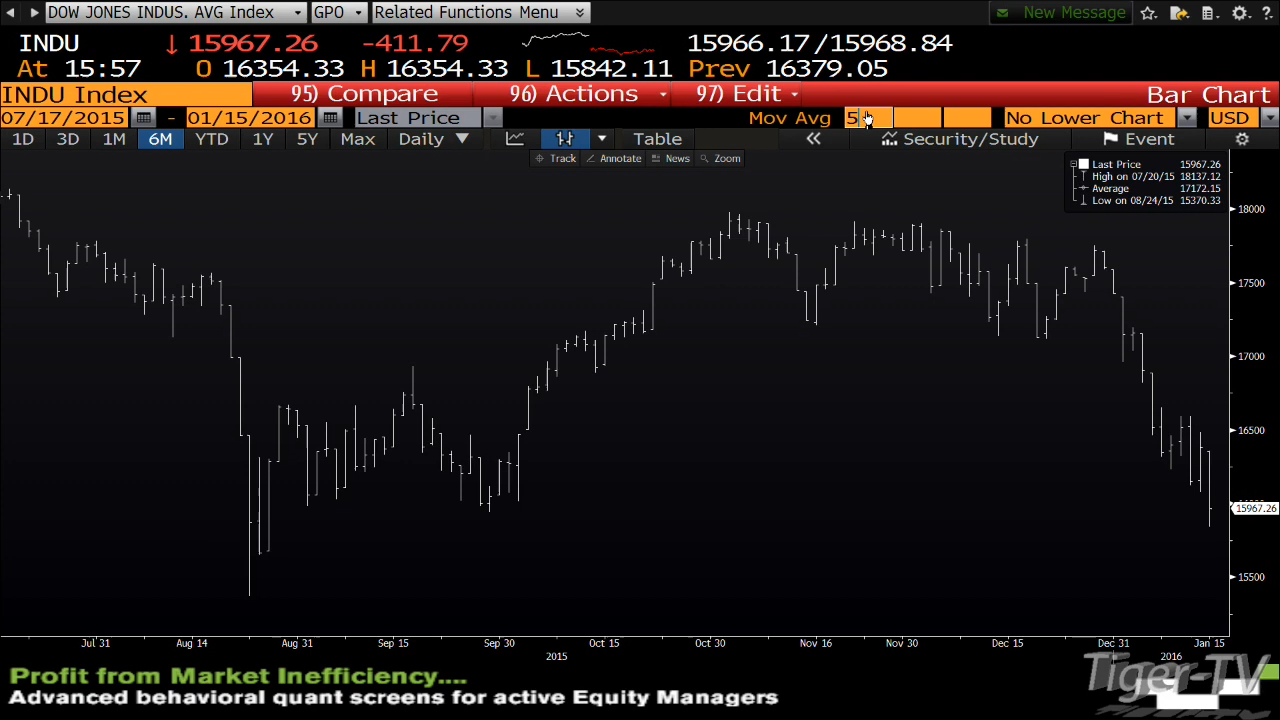 DOW JONES INDUS. AVG Index GPO Related Functions Menu New Message
INDU ↓ 15967.26 -411.79 15966.17/15968.84
At 15:57 O 16354.33 H 16354.33 L 15842.11 Prev 16379.05
INDU Index 95) Compare 96) Actions 97) Edit Bar Chart
07/17/2015 - 01/15/2016 Last Price Mov Avg 5 No Lower Chart USD
1D 3D 1M 6M YTD 1Y 5Y Max Daily ▼ Table « Security/Study Event
Track Annotate News Zoom
Last Price 15967.26
High on 07/20/15 18137.12
Average 17172.15
Low on 08/24/15 15370.33
18000
17500
17000
16500
15967.26
15500
Jul 31 Aug 14 Aug 31 Sep 15 Sep 30 Oct 15 Oct 30 Nov 16 Nov 30 Dec 15 Dec 31 Jan 15
2015 2016
Profit from Market Inefficiency....
Advanced behavioral quant screens for active Equity Managers
Tiger-TV